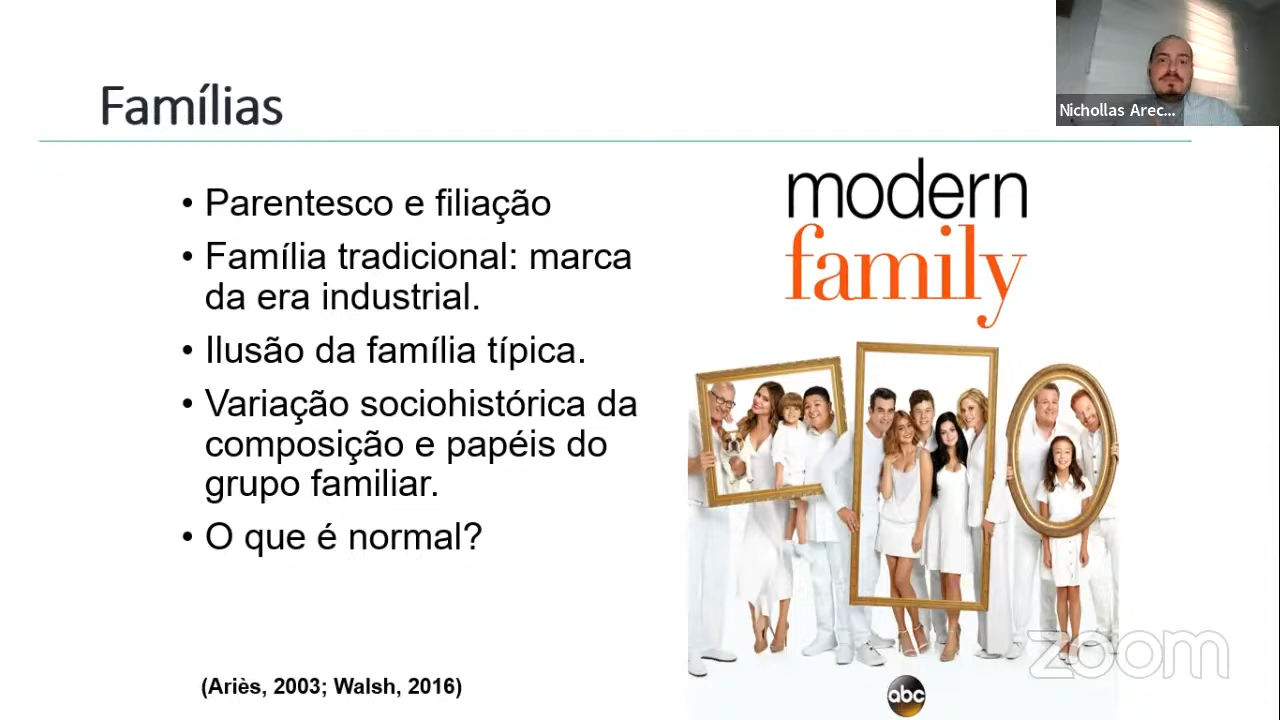 Nichollas Arec...
Famílias
• Parentesco e filiação
• Família tradicional: marca
da era industrial.
• Ilusão da família típica.
• Variação sociohistórica da
composição e papéis do
grupo familiar.
• O que é normal?
(Ariès, 2003; Walsh, 2016)
modern
family
abc
zoom